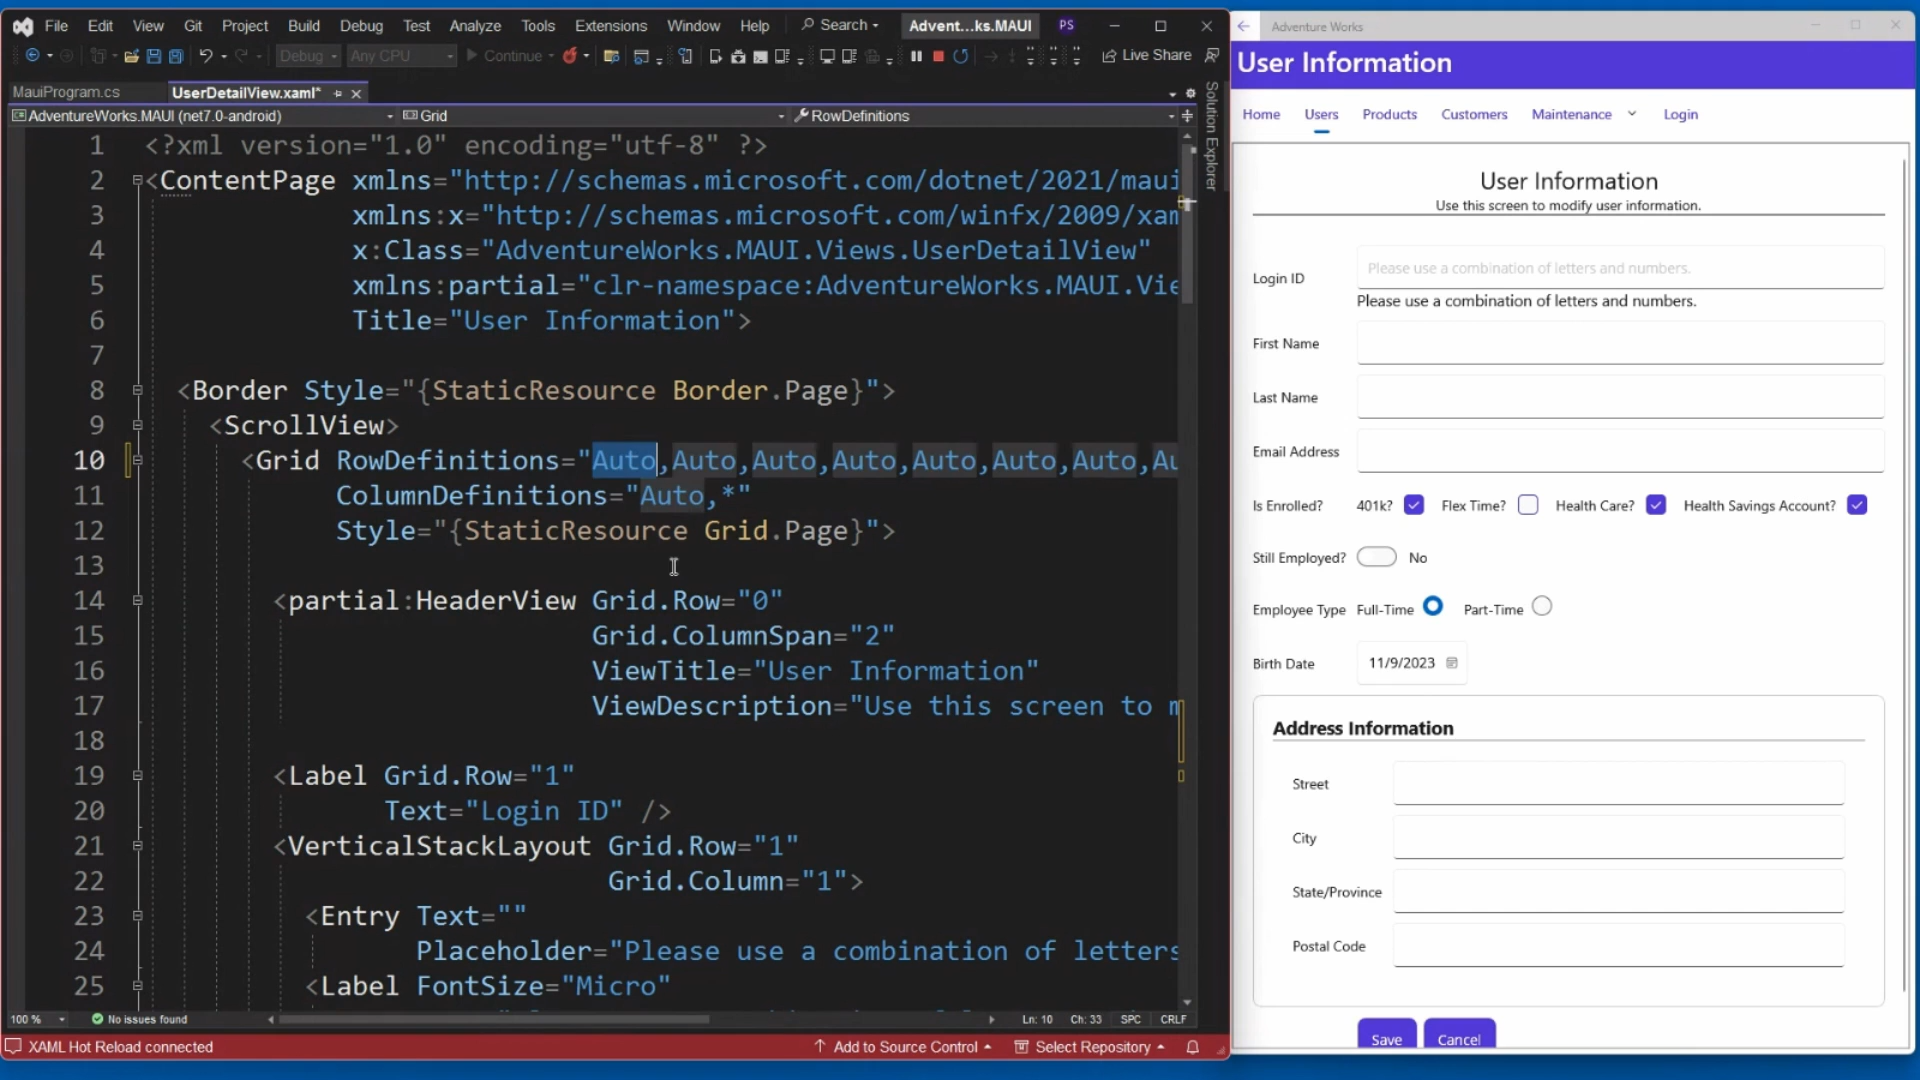 File Edit View Git Project Build Debug Test Analyze Tools Extensions Window Help Search Advent...ks.MAUI PS
Debug Any CPU Continue Live Share
MauiProgram.cs UserDetailView.xaml*
AdventureWorks.MAUI (net7.0-android) Grid RowDefinitions
Solution Explorer
1 <?xml version="1.0" encoding="utf-8" ?>
2 <ContentPage xmlns="http://schemas.microsoft.com/dotnet/2021/maui
3 xmlns:x="http://schemas.microsoft.com/winfx/2009/xam
4 x:Class="AdventureWorks.MAUI.Views.UserDetailView"
5 xmlns:partial="clr-namespace:AdventureWorks.MAUI.Vie
6 Title="User Information">
7
8 <Border Style="{StaticResource Border.Page}">
9 <ScrollView>
10 <Grid RowDefinitions="Auto,Auto,Auto,Auto,Auto,Auto,Auto,Au
11 ColumnDefinitions="Auto,*"
12 Style="{StaticResource Grid.Page}">
13
14 <partial:HeaderView Grid.Row="0"
15 Grid.ColumnSpan="2"
16 ViewTitle="User Information"
17 ViewDescription="Use this screen to m
18
19 <Label Grid.Row="1"
20 Text="Login ID" />
21 <VerticalStackLayout Grid.Row="1"
22 Grid.Column="1">
23 <Entry Text=""
24 Placeholder="Please use a combination of letters
25 <Label FontSize="Micro"
100 % No issues found Ln: 10 Ch: 33 SPC CRLF
XAML Hot Reload connected Add to Source Control Select Repository
Adventure Works
User Information
Home Users Products Customers Maintenance Login
User Information
Use this screen to modify user information.
Login ID Please use a combination of letters and numbers.
Please use a combination of letters and numbers.
First Name
Last Name
Email Address
Is Enrolled? 401k? Flex Time? Health Care? Health Savings Account?
Still Employed? No
Employee Type Full-Time Part-Time
Birth Date 11/9/2023
Address Information
Street
City
State/Province
Postal Code
Save Cancel